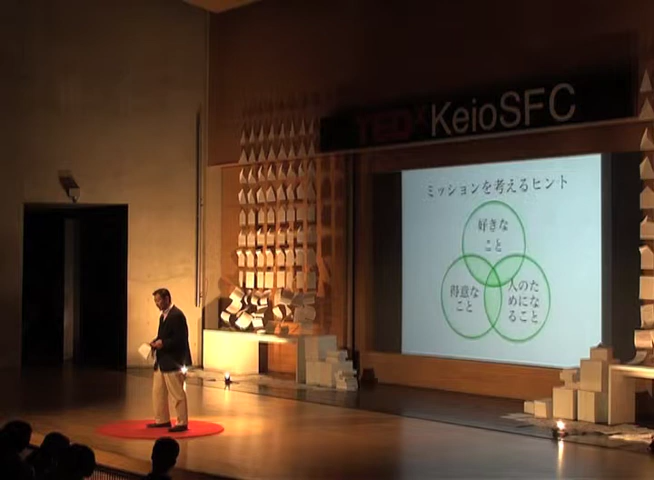 TEDxKeioSFC
ミッションを考えるヒント
好きな
こと
得意な
こと
人のた
めにな
ること